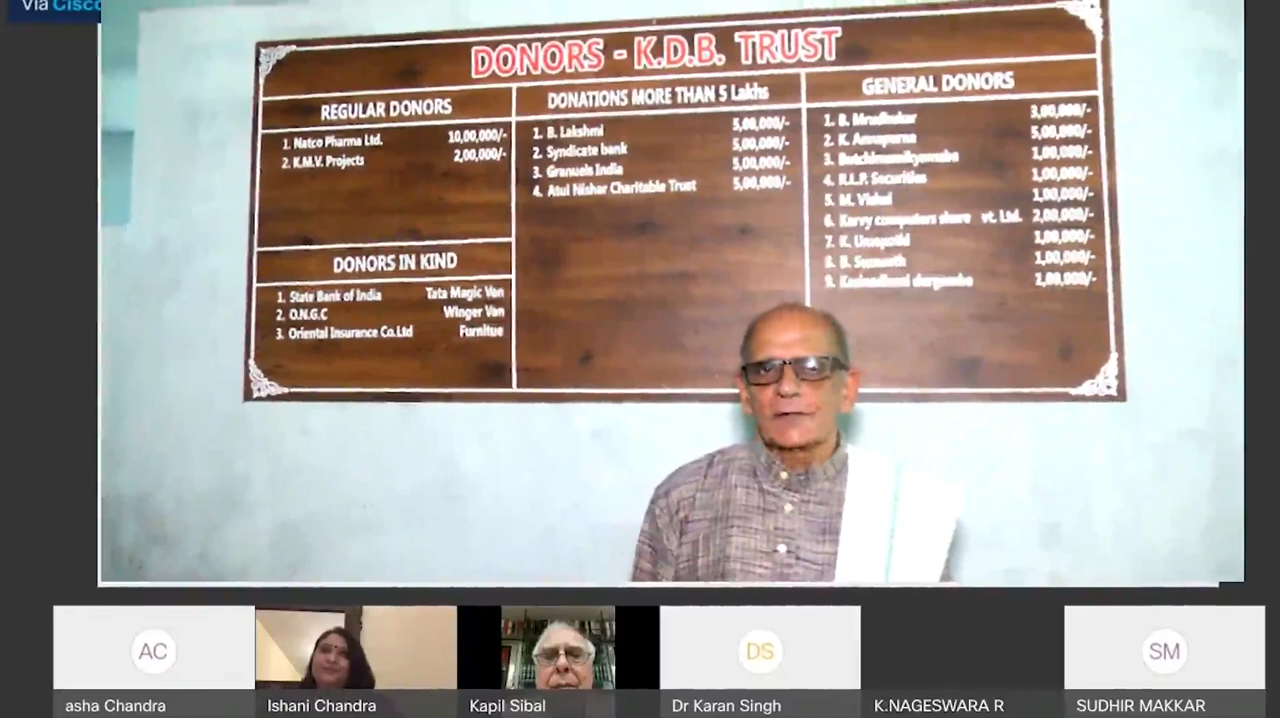 Via Cisco
DONORS - K.D.B. TRUST
REGULAR DONORS
1. Natco Pharma Ltd. 10,00,000/-
2. K.M.V. Projects 2,00,000/-
DONORS IN KIND
1. State Bank of India Tata Magic Van
2. O.N.G.C Winger Van
3. Oriental Insurance Co.Ltd Furnitue
DONATIONS MORE THAN 5 Lakhs
1. B. Lakshmi 5,00,000/-
2. Syndicate bank 5,00,000/-
3. Granuels India 5,00,000/-
4. Atul Nishar Charitable Trust 5,00,000/-
GENERAL DONORS
1. B. Mrudhukar 3,00,000/-
2. K. Annapurna 5,00,000/-
3. 1,00,000/-
4. R.L.P. Securities 1,00,000/-
5. M. 1,00,000/-
6. Karvy computers share vt. Ltd. 2,00,000/-
7. K. Umapathi 1,00,000/-
8. B. 1,00,000/-
9. 1,00,000/-
AC
DS
SM
asha Chandra
Ishani Chandra
Kapil Sibal
Dr Karan Singh
K.NAGESWARA R
SUDHIR MAKKAR